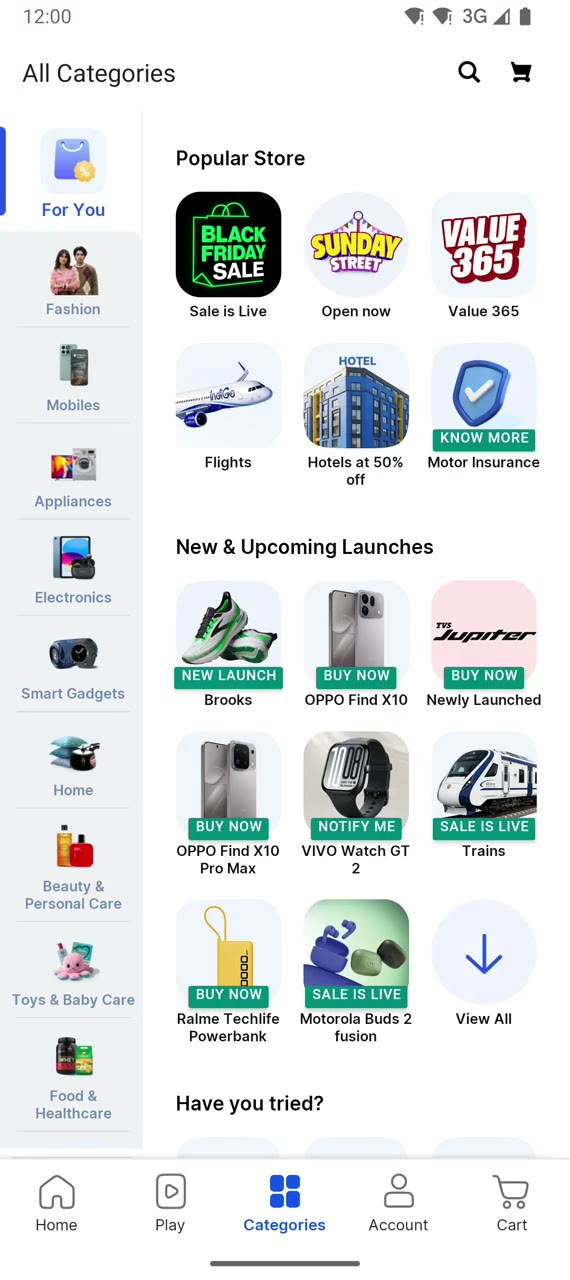 12:00
3G
All Categories
For You
Fashion
Mobiles
Appliances
Electronics
Smart Gadgets
Home
Beauty &
Personal Care
Toys & Baby Care
Food &
Healthcare
Popular Store
BLACK
FRIDAY
SALE
SUNDAY
STREET
VALUE
365
Sale is Live
Open now
Value 365
IndiGo
HOTEL
KNOW MORE
Flights
Hotels at 50%
off
Motor Insurance
New & Upcoming Launches
NEW LAUNCH
BUY NOW
TVS
Jupiter
BUY NOW
Brooks
OPPO Find X10
Newly Launched
BUY NOW
NOTIFY ME
SALE IS LIVE
OPPO Find X10
Pro Max
VIVO Watch GT
2
Trains
BUY NOW
SALE IS LIVE
Ralme Techlife
Powerbank
Motorola Buds 2
fusion
View All
Have you tried?
Home
Play
Categories
Account
Cart